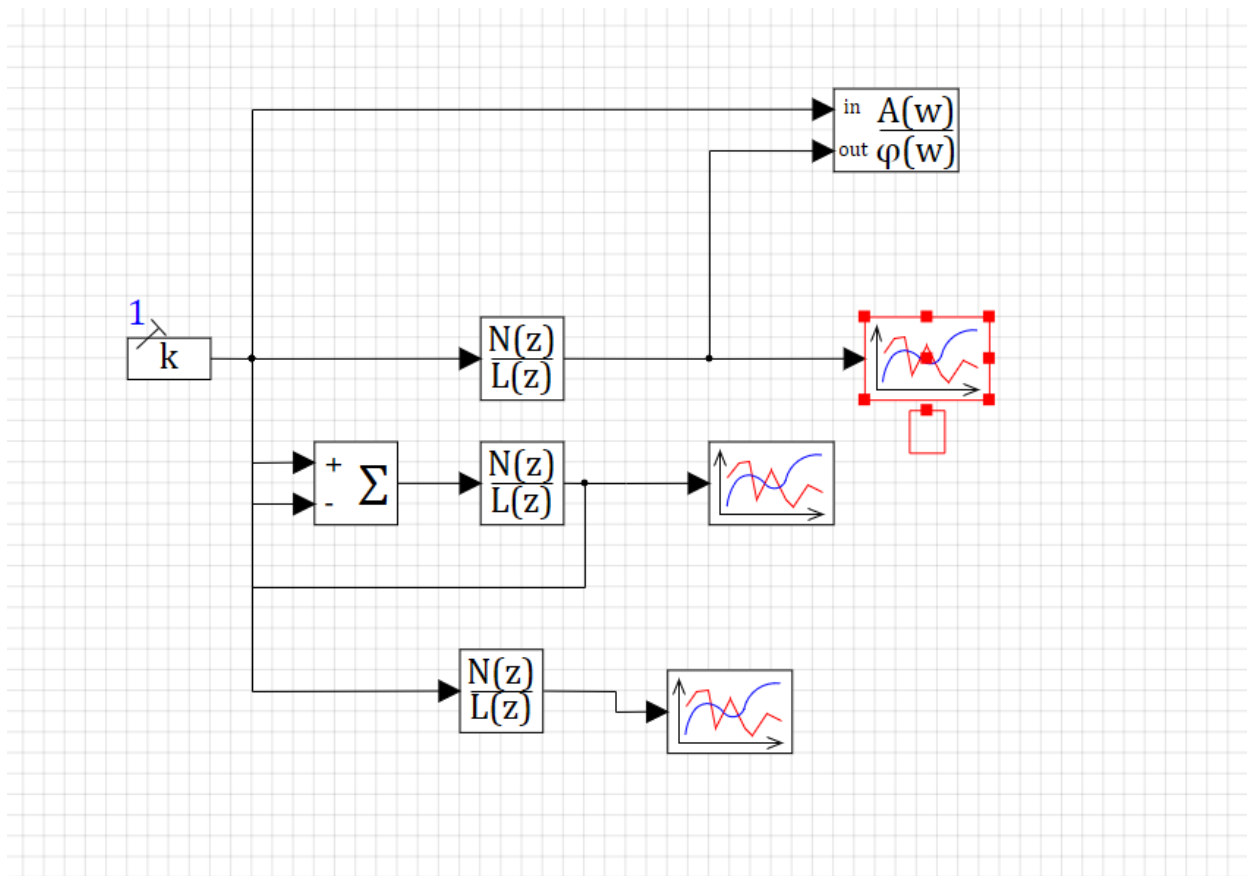 in A(w)
out φ(w)
1
k
N(z)
L(z)
+
-
Σ
N(z)
L(z)
N(z)
L(z)